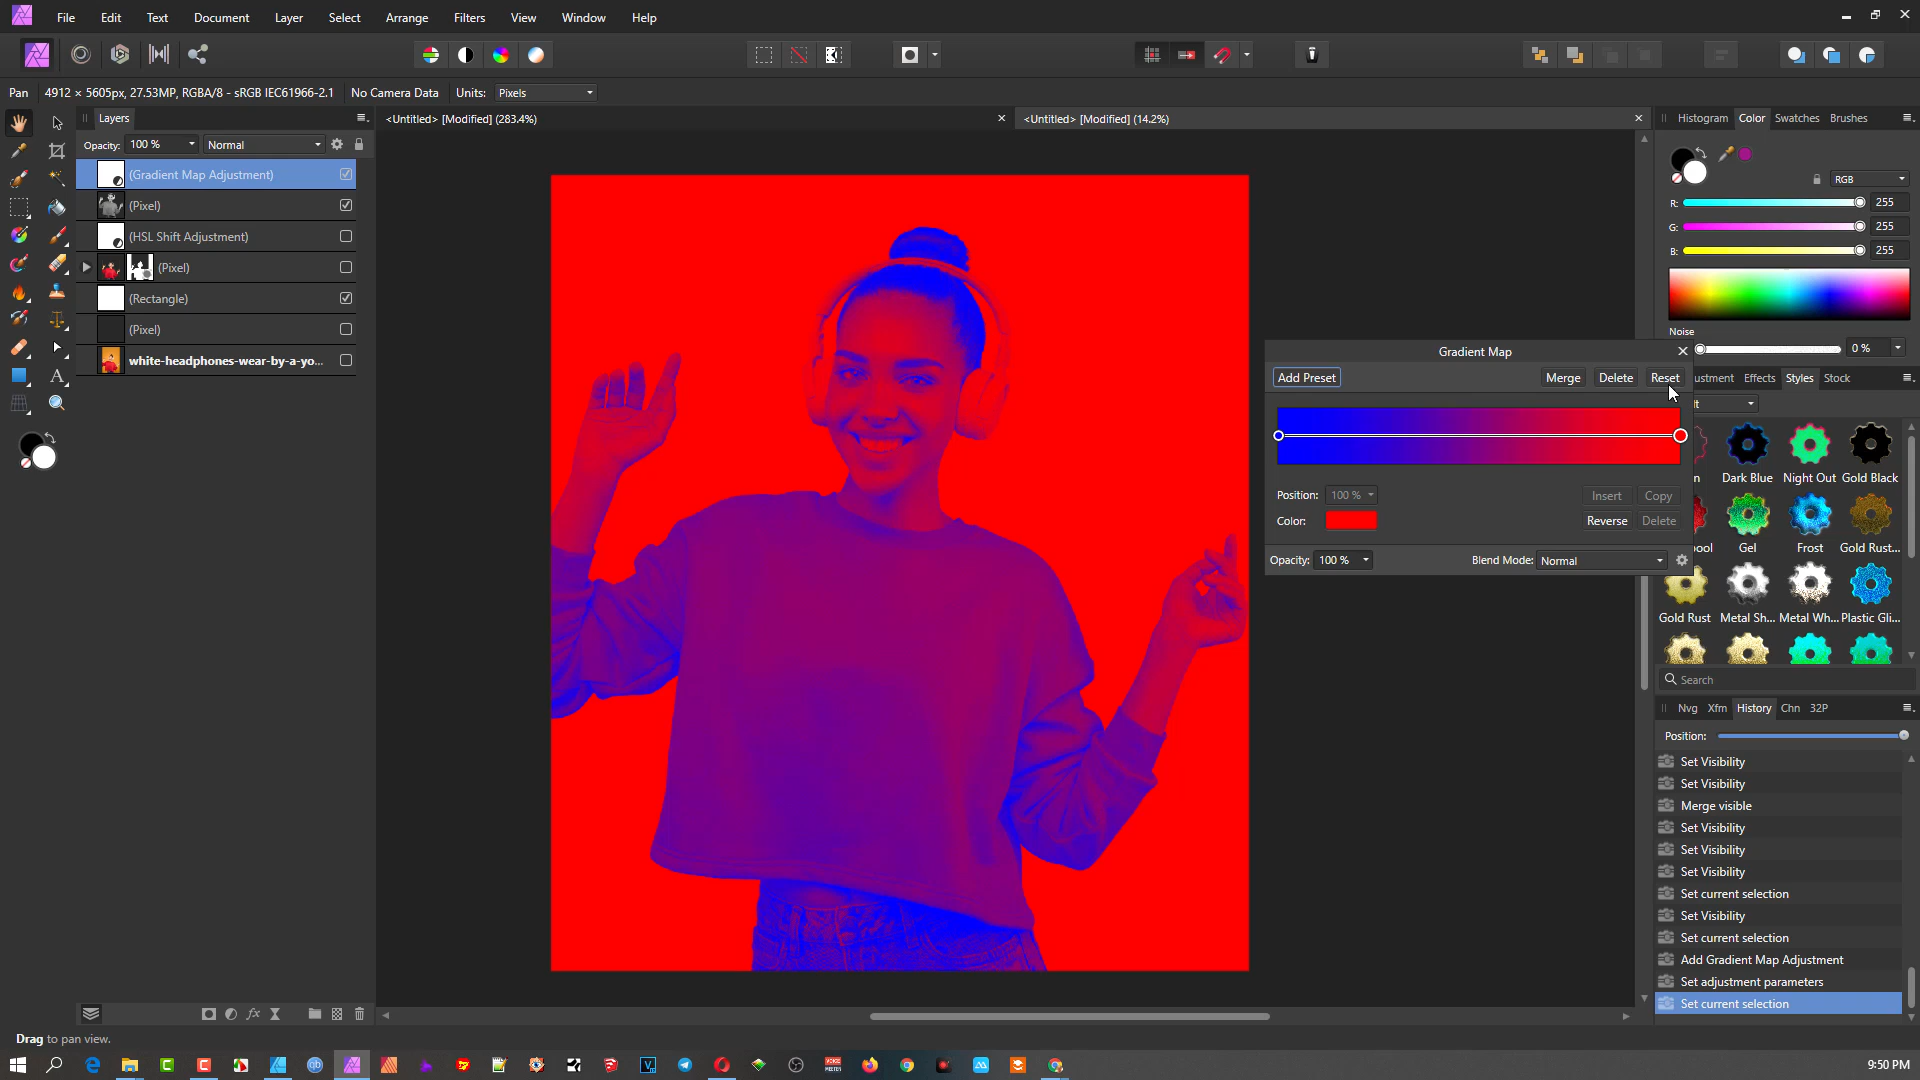 File Edit Text Document Layer Select Arrange Filters View Window Help
Pan 4912 × 5605px, 27.53MP, RGBA/8 - sRGB IEC61966-2.1 No Camera Data Units: Pixels
Layers
<Untitled> [Modified] (283.4%)
<Untitled> [Modified] (14.2%)
Histogram Color Swatches Brushes
Opacity: 100 % Normal
(Gradient Map Adjustment)
(Pixel)
(HSL Shift Adjustment)
(Pixel)
(Rectangle)
(Pixel)
white-headphones-wear-by-a-yo...
RGB
R: 255
G: 255
B: 255
Noise
0 %
Gradient Map
Add Preset Merge Delete Reset
Position: 100 % Insert Copy
Color: Reverse Delete
Opacity: 100 % Blend Mode: Normal
ustment Effects Styles Stock
Dark Blue Night Out Gold Black
Gel Frost Gold Rust...
Gold Rust Metal Sh... Metal Wh... Plastic Gli...
Search
Nvg Xfm History Chn 32P
Position:
Set Visibility
Set Visibility
Merge visible
Set Visibility
Set Visibility
Set Visibility
Set current selection
Set Visibility
Set current selection
Add Gradient Map Adjustment
Set adjustment parameters
Set current selection
Drag to pan view.
9:50 PM